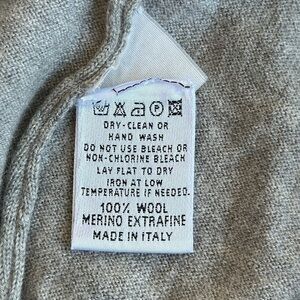 DRY-CLEAN OR
HAND WASH
DO NOT USE BLEACH OR
NON-CHLORINE BLEACH
LAY FLAT TO DRY
IRON AT LOW
TEMPERATURE IF NEEDED.
100% WOOL
MERINO EXTRAFINE
MADE IN ITALY